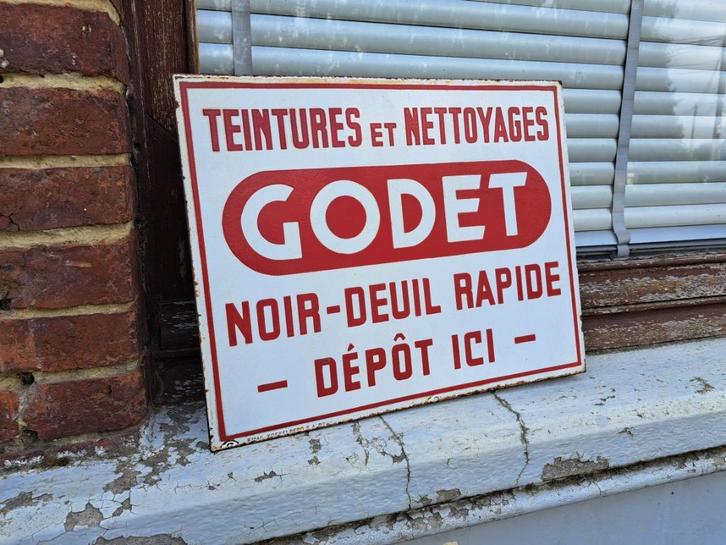 TEINTURES ET NETTOYAGES
GODET
NOIR-DEUIL RAPIDE
- DÉPÔT ICI -